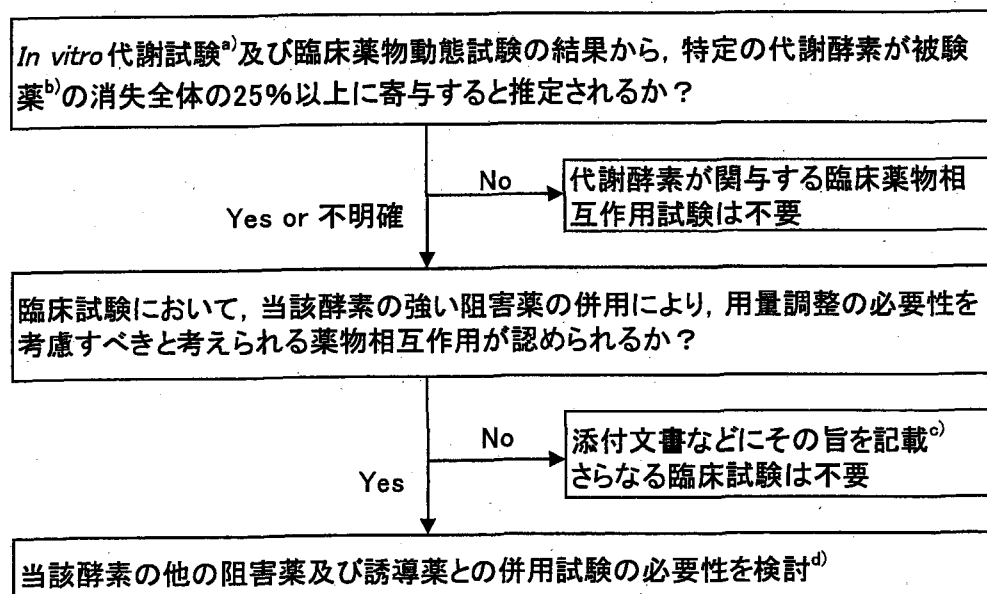 In vitro代謝試験a)及び臨床薬物動態試験の結果から，特定の代謝酵素が被験
薬b)の消失全体の25%以上に寄与すると推定されるか？
No
代謝酵素が関与する臨床薬物相
互作用試験は不要
Yes or 不明確
臨床試験において，当該酵素の強い阻害薬の併用により，用量調整の必要性を
考慮すべきと考えられる薬物相互作用が認められるか？
No
添付文書などにその旨を記載c)
さらなる臨床試験は不要
Yes
当該酵素の他の阻害薬及び誘導薬との併用試験の必要性を検討d)